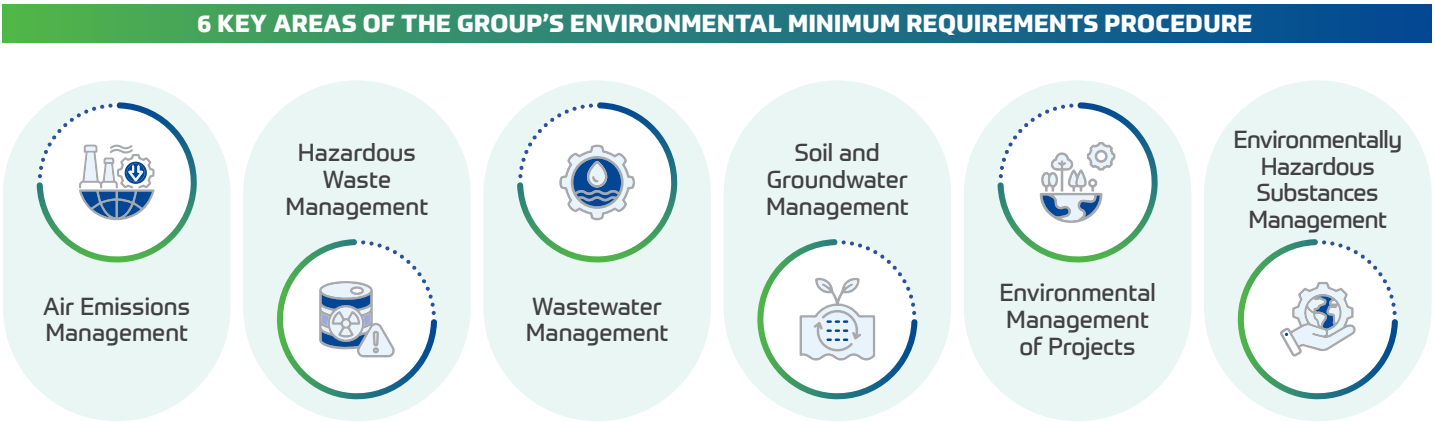 6 KEY AREAS OF THE GROUP'S ENVIRONMENTAL MINIMUM REQUIREMENTS PROCEDURE
Air Emissions
Management
Hazardous
Waste
Management
Wastewater
Management
Soil and
Groundwater
Management
Environmental
Management
of Projects
Environmentally
Hazardous
Substances
Management